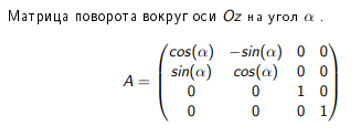 Матрица поворота вокруг оси Oz на угол α .
A = ( cos(α) −sin(α) 0 0
sin(α) cos(α) 0 0
0 0 1 0
0 0 0 1 )